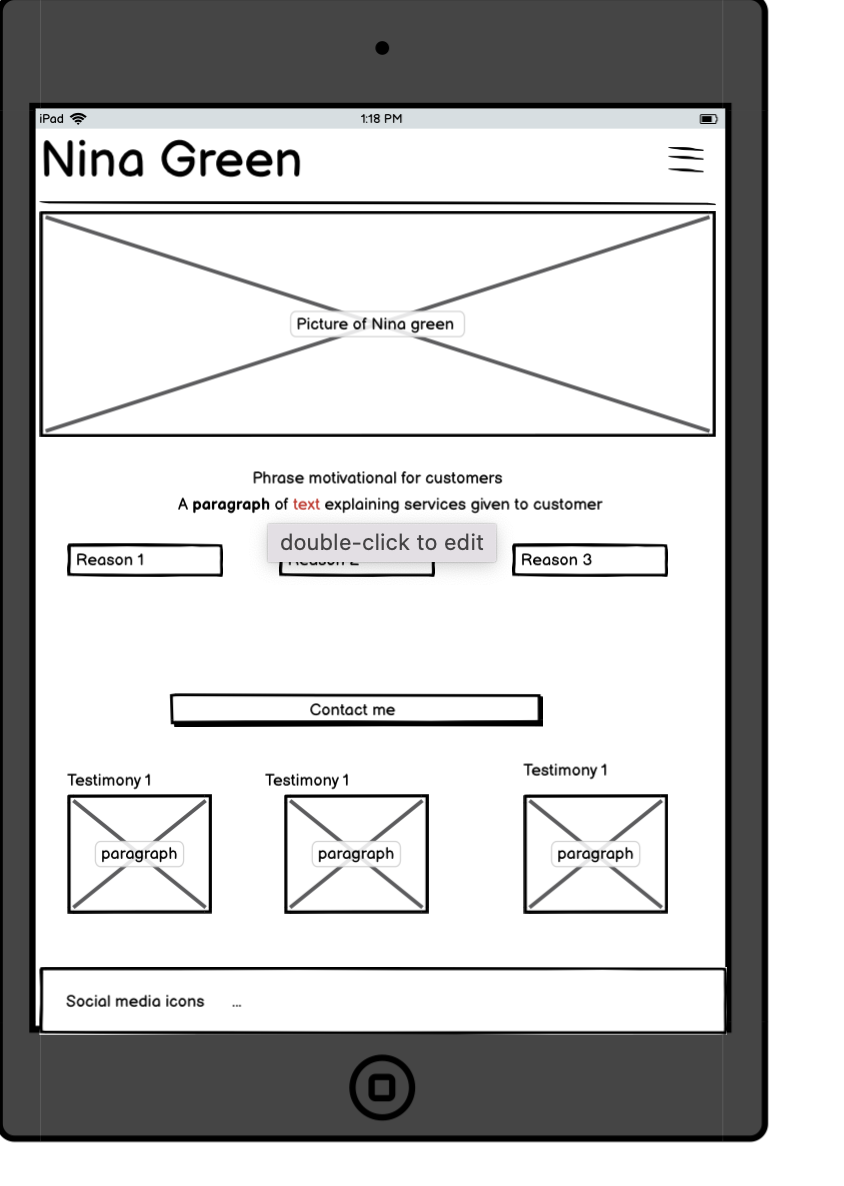 iPad 1:18 PM
Nina Green
Picture of Nina green
Phrase motivational for customers
A paragraph of text explaining services given to customer
double-click to edit
Reason 1 Reason 2 Reason 3
Contact me
Testimony 1 Testimony 1 Testimony 1
paragraph paragraph paragraph
Social media icons ...